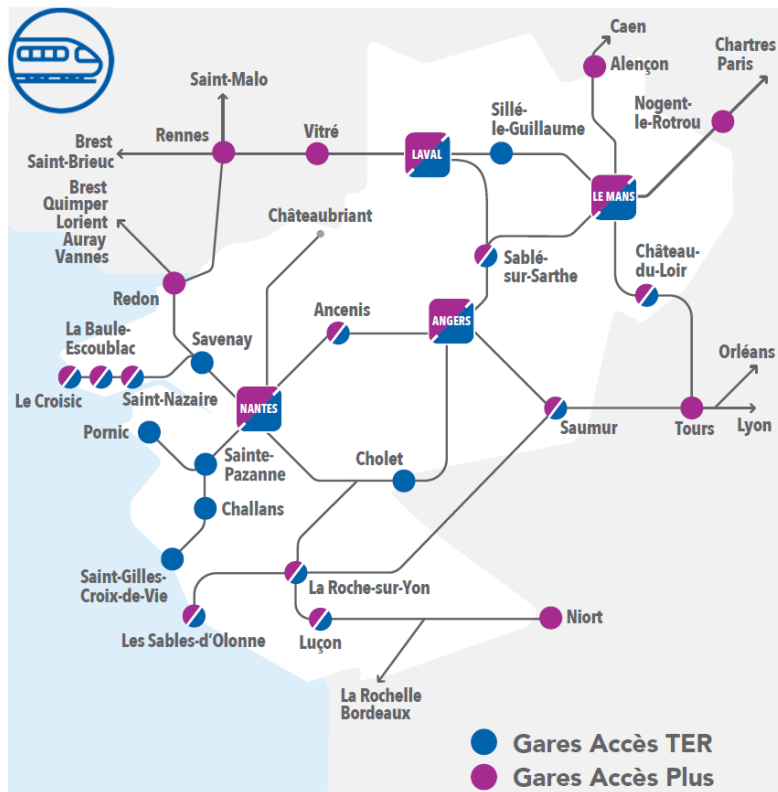 Caen
Alençon
Chartres
Paris
Nogent-
le-Rotrou
Saint-Malo
Sillé-
le-Guillaume
Rennes
Vitré
LAVAL
Brest
Saint-Brieuc
LE MANS
Brest
Quimper
Lorient
Auray
Vannes
Châteaubriant
Sablé-
sur-Sarthe
Château-
du-Loir
Redon
Ancenis
ANGERS
La Baule-
Escoublac
Savenay
Orléans
Le Croisic
Saint-Nazaire
NANTES
Saumur
Tours
Lyon
Pornic
Sainte-
Pazanne
Cholet
Challans
Saint-Gilles-
Croix-de-Vie
La Roche-sur-Yon
Les Sables-d'Olonne
Luçon
Niort
La Rochelle
Bordeaux
Gares Accès TER
Gares Accès Plus